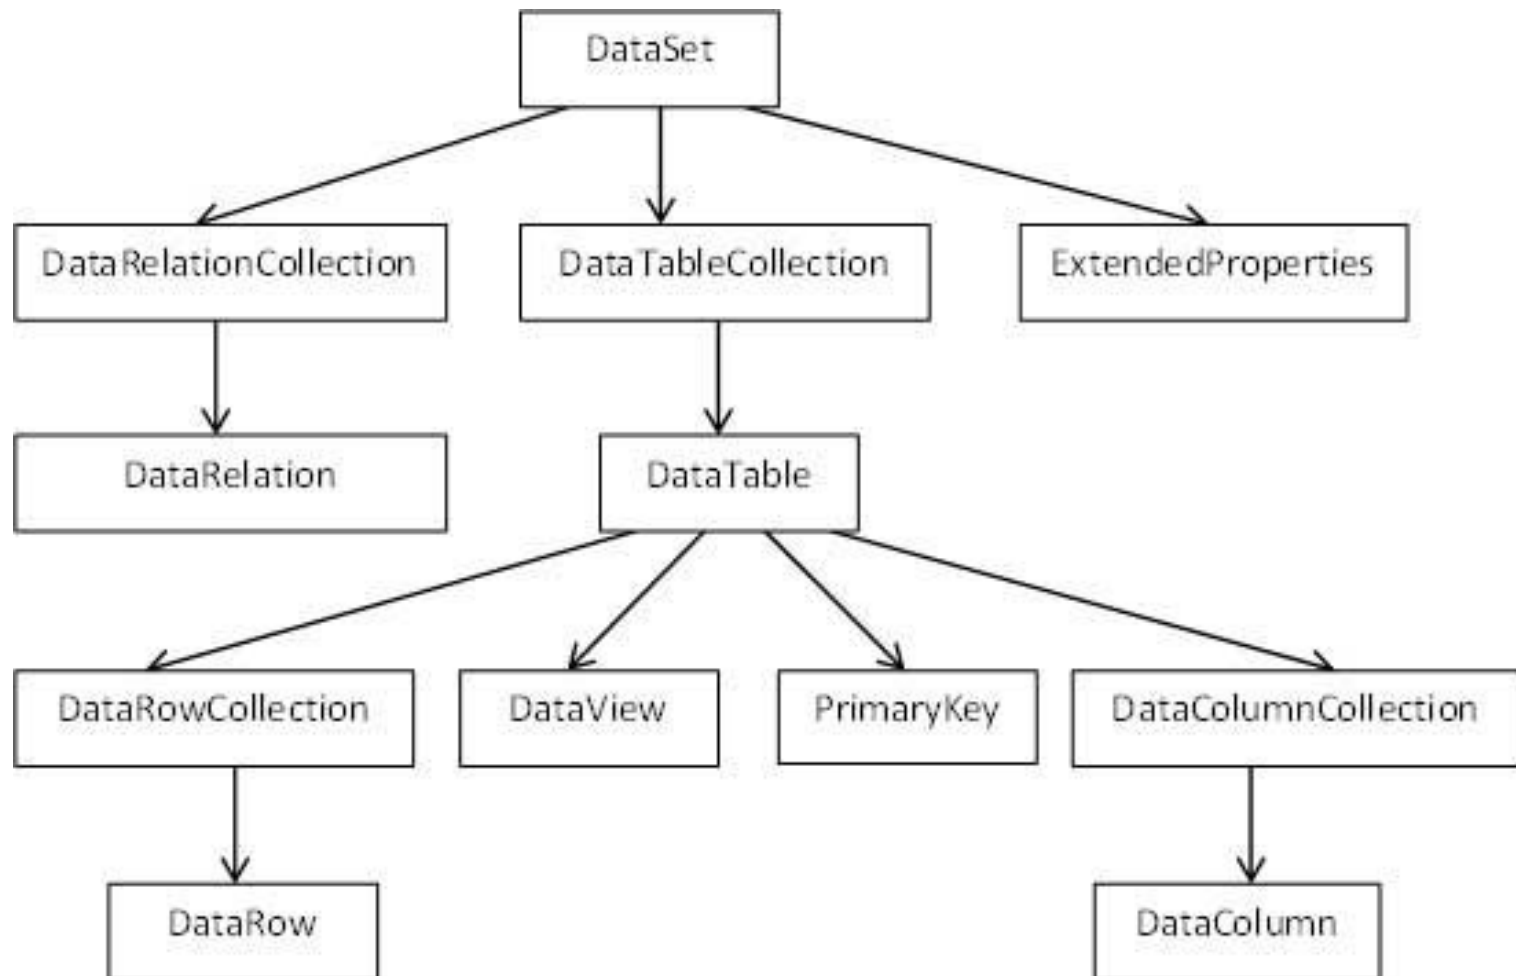 DataSet
DataRelationCollection
DataTableCollection
ExtendedProperties
DataRelation
DataTable
DataRowCollection
DataView
PrimaryKey
DataColumnCollection
DataRow
DataColumn